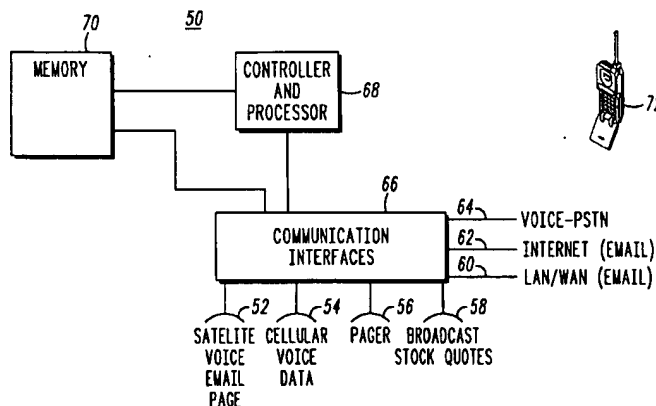 70
50
MEMORY
CONTROLLER
AND
PROCESSOR
68
66
COMMUNICATION
INTERFACES
64
VOICE-PSTN
62
INTERNET (EMAIL)
60
LAN/WAN (EMAIL)
52
SATELITE
VOICE
EMAIL
PAGE
54
CELLULAR
VOICE
DATA
56
PAGER
58
BROADCAST
STOCK QUOTES